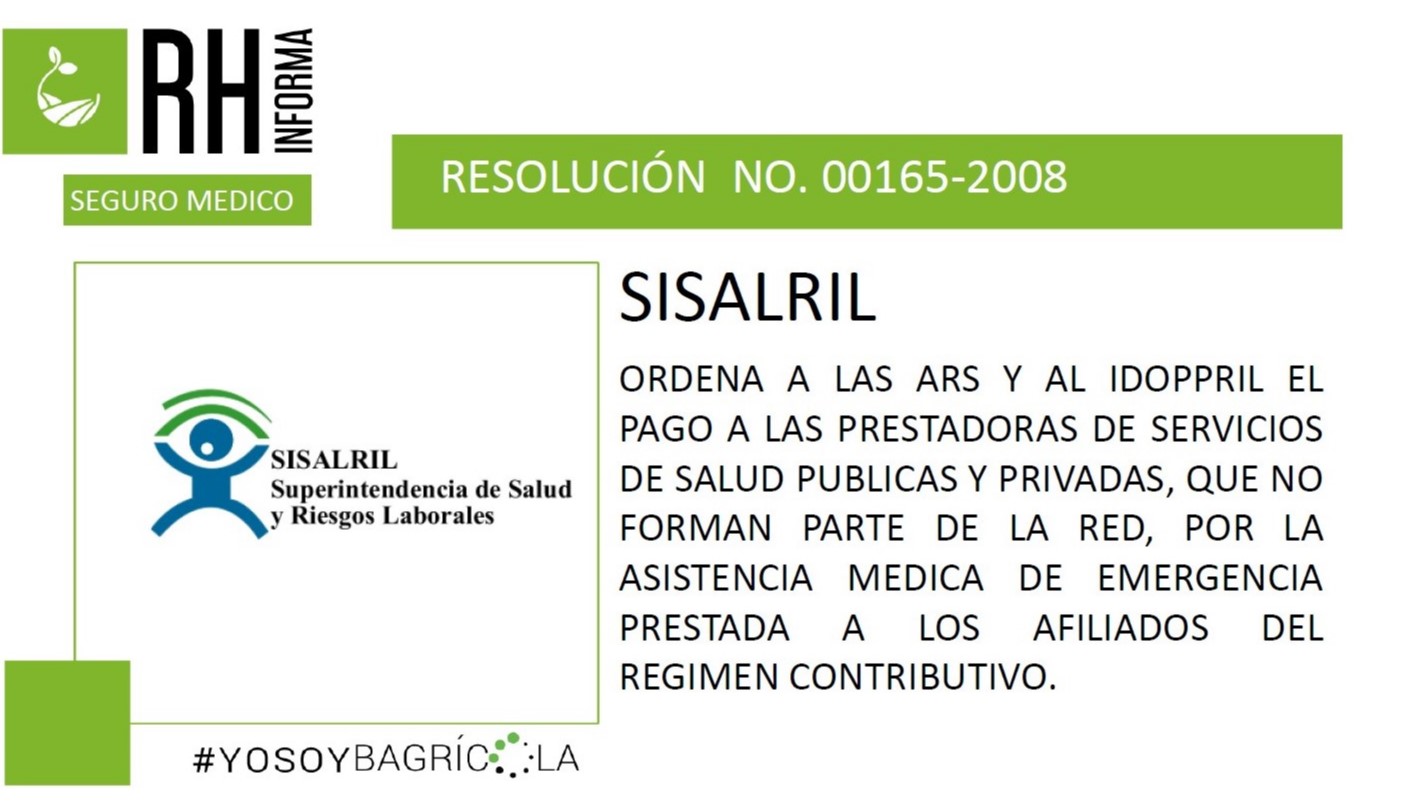 RH INFORMA
SEGURO MEDICO
RESOLUCIÓN NO. 00165-2008
SISALRIL
Superintendencia de Salud
y Riesgos Laborales
SISALRIL
ORDENA A LAS ARS Y AL IDOPPRIL EL
PAGO A LAS PRESTADORAS DE SERVICIOS
DE SALUD PUBLICAS Y PRIVADAS, QUE NO
FORMAN PARTE DE LA RED, POR LA
ASISTENCIA MEDICA DE EMERGENCIA
PRESTADA A LOS AFILIADOS DEL
REGIMEN CONTRIBUTIVO.
#YOSOYBAGRÍCOLA